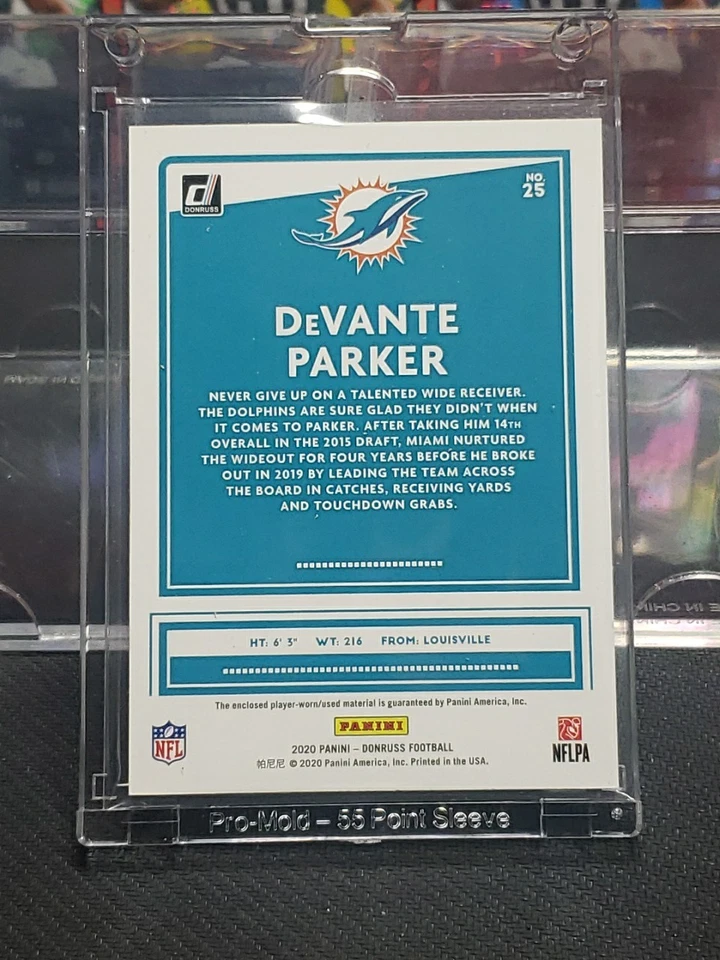 NO.
25
DONRUSS
DeVANTE
PARKER
NEVER GIVE UP ON A TALENTED WIDE RECEIVER.
THE DOLPHINS ARE SURE GLAD THEY DIDN'T WHEN
IT COMES TO PARKER. AFTER TAKING HIM 14TH
OVERALL IN THE 2015 DRAFT, MIAMI NURTURED
THE WIDEOUT FOR FOUR YEARS BEFORE HE BROKE
OUT IN 2019 BY LEADING THE TEAM ACROSS
THE BOARD IN CATCHES, RECEIVING YARDS
AND TOUCHDOWN GRABS.
HT: 6' 3" WT: 216 FROM: LOUISVILLE
The enclosed player-worn/used material is guaranteed by Panini America, Inc.
PANINI
NFL
NFLPA
2020 PANINI – DONRUSS FOOTBALL
帕尼尼 © 2020 Panini America, Inc. Printed in the USA.
Pro-Mold – 55 Point Sleeve